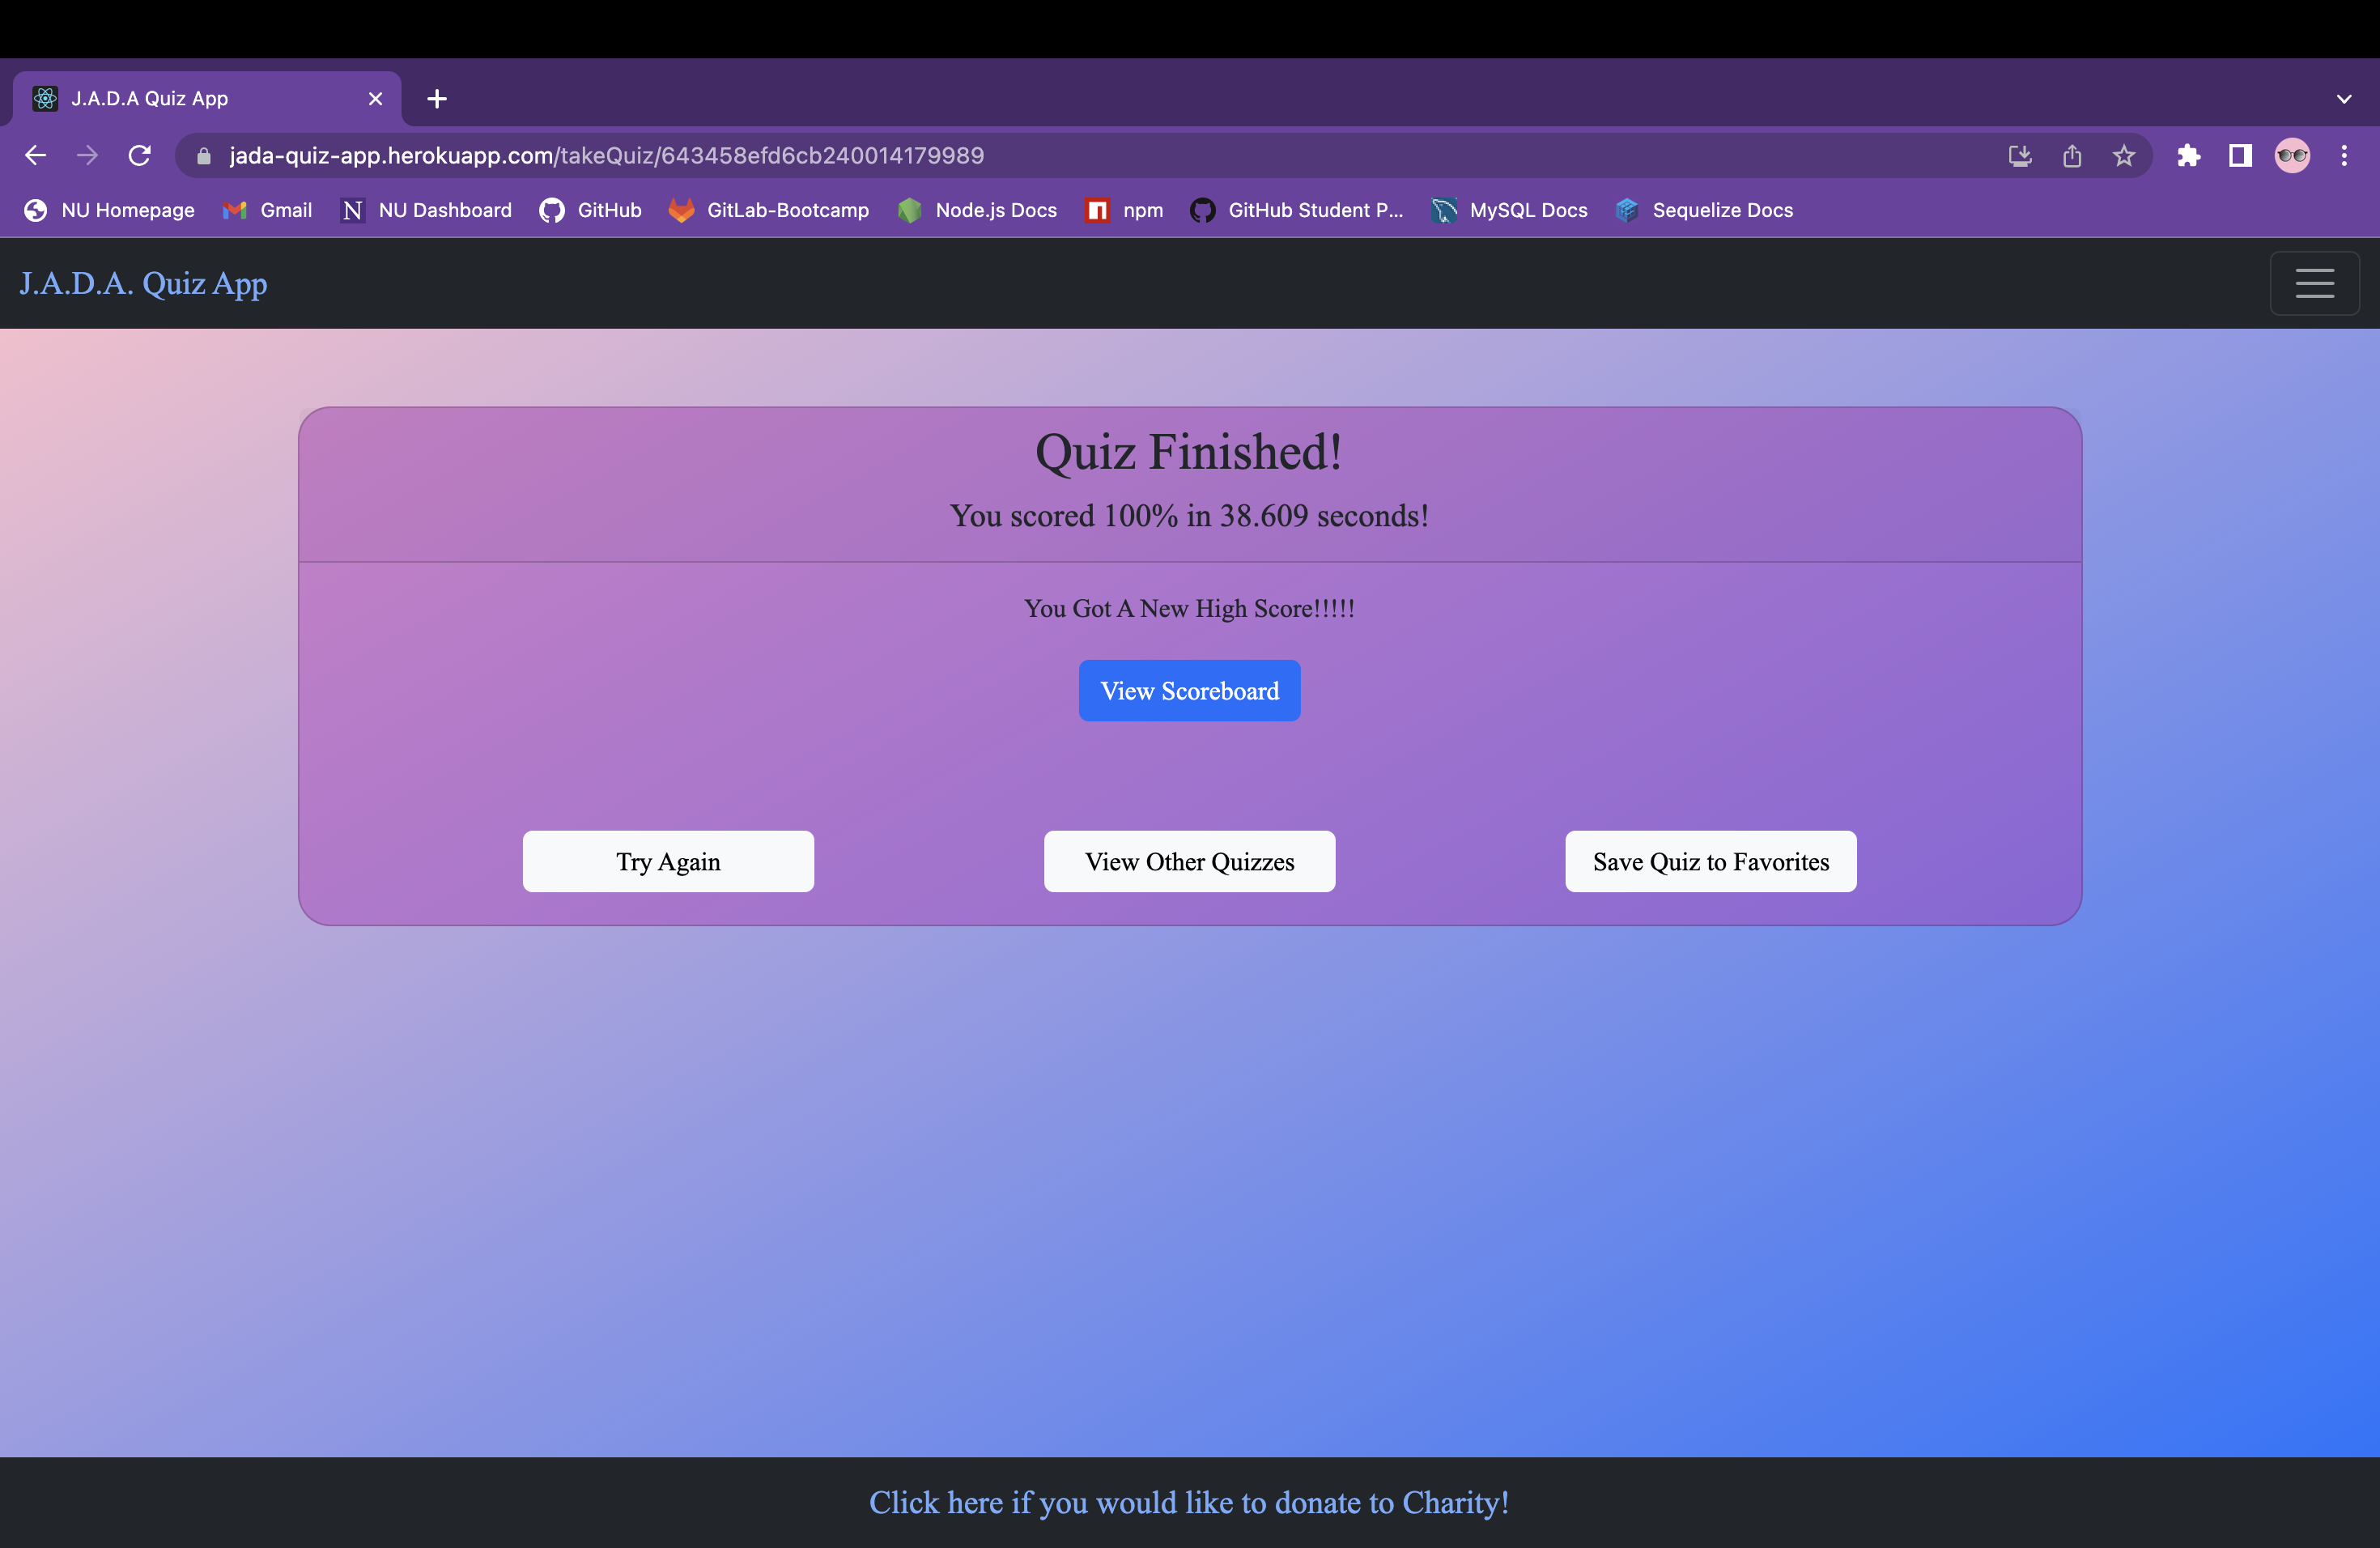 J.A.D.A Quiz App
jada-quiz-app.herokuapp.com/takeQuiz/643458efd6cb240014179989
NU Homepage Gmail N NU Dashboard GitHub GitLab-Bootcamp Node.js Docs npm GitHub Student P... MySQL Docs Sequelize Docs
J.A.D.A. Quiz App
Quiz Finished!
You scored 100% in 38.609 seconds!
You Got A New High Score!!!!!
View Scoreboard
Try Again View Other Quizzes Save Quiz to Favorites
Click here if you would like to donate to Charity!